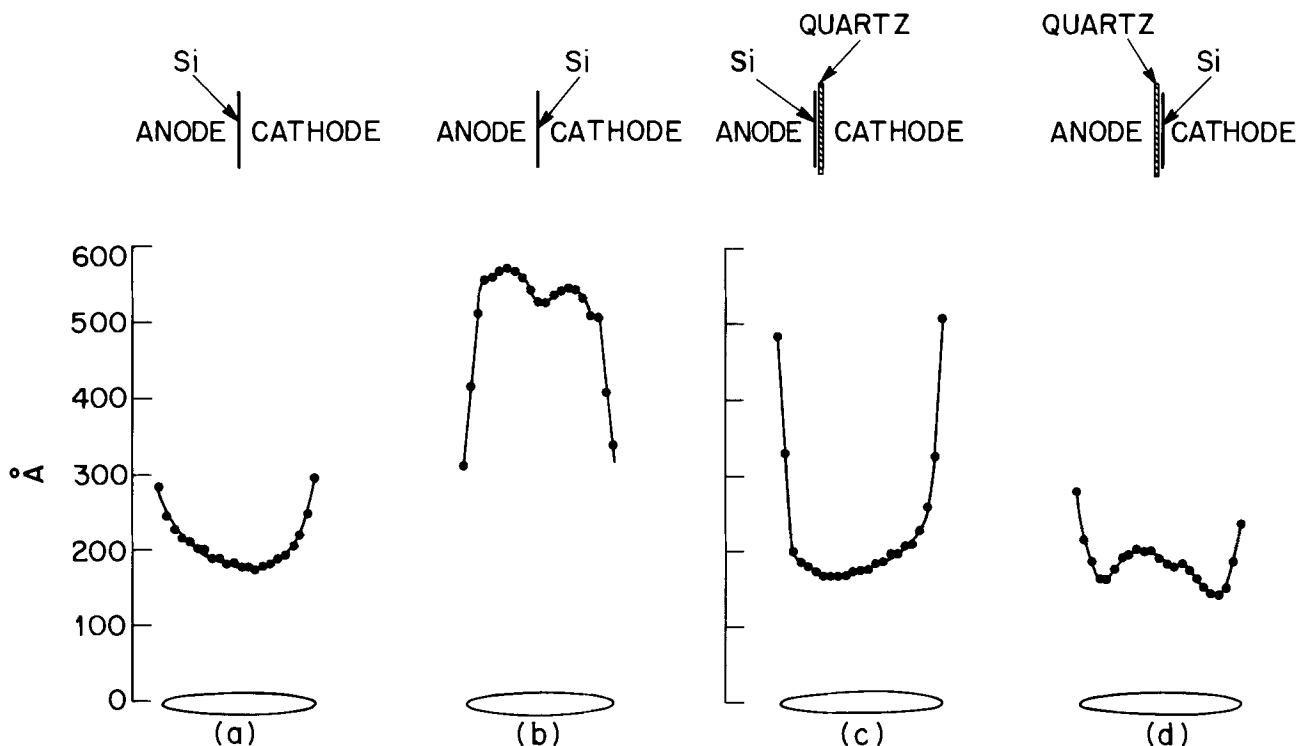 QUARTZ QUARTZ
Si Si Si Si
ANODE CATHODE ANODE CATHODE ANODE CATHODE ANODE CATHODE
600
500
400
300
Å
200
100
0
(a) (b) (c) (d)